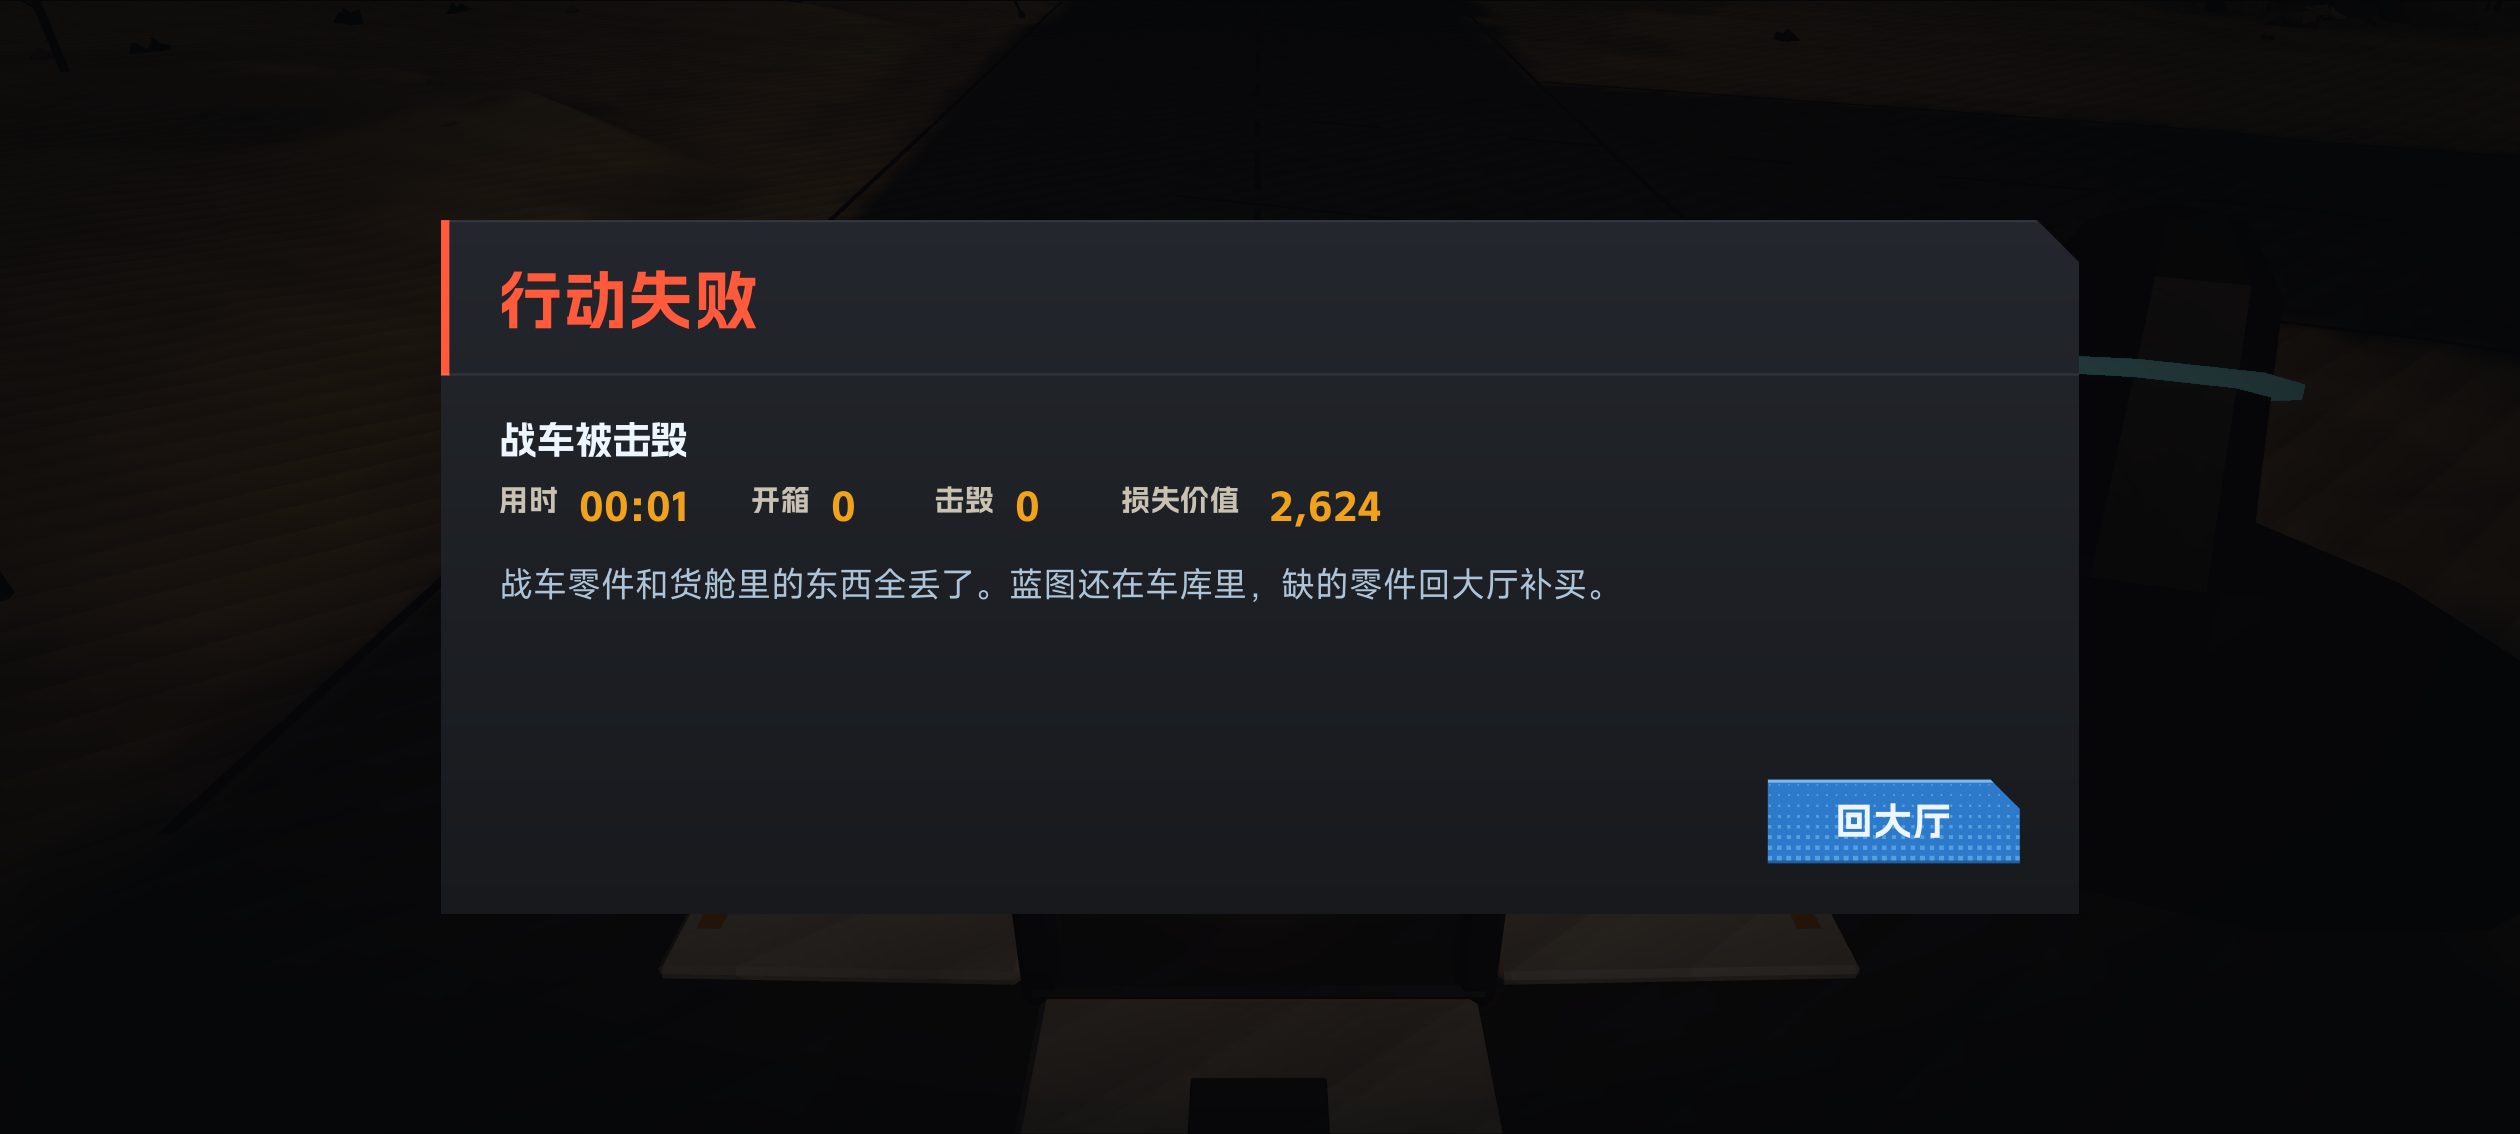 行动失败
战车被击毁
用时 00:01 开箱 0 击毁 0 损失价值 2,624
战车零件和货舱里的东西全丢了。蓝图还在车库里，缺的零件回大厅补买。
回大厅